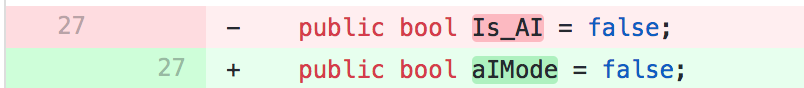 27 - public bool Is_AI = false;
27 + public bool aIMode = false;